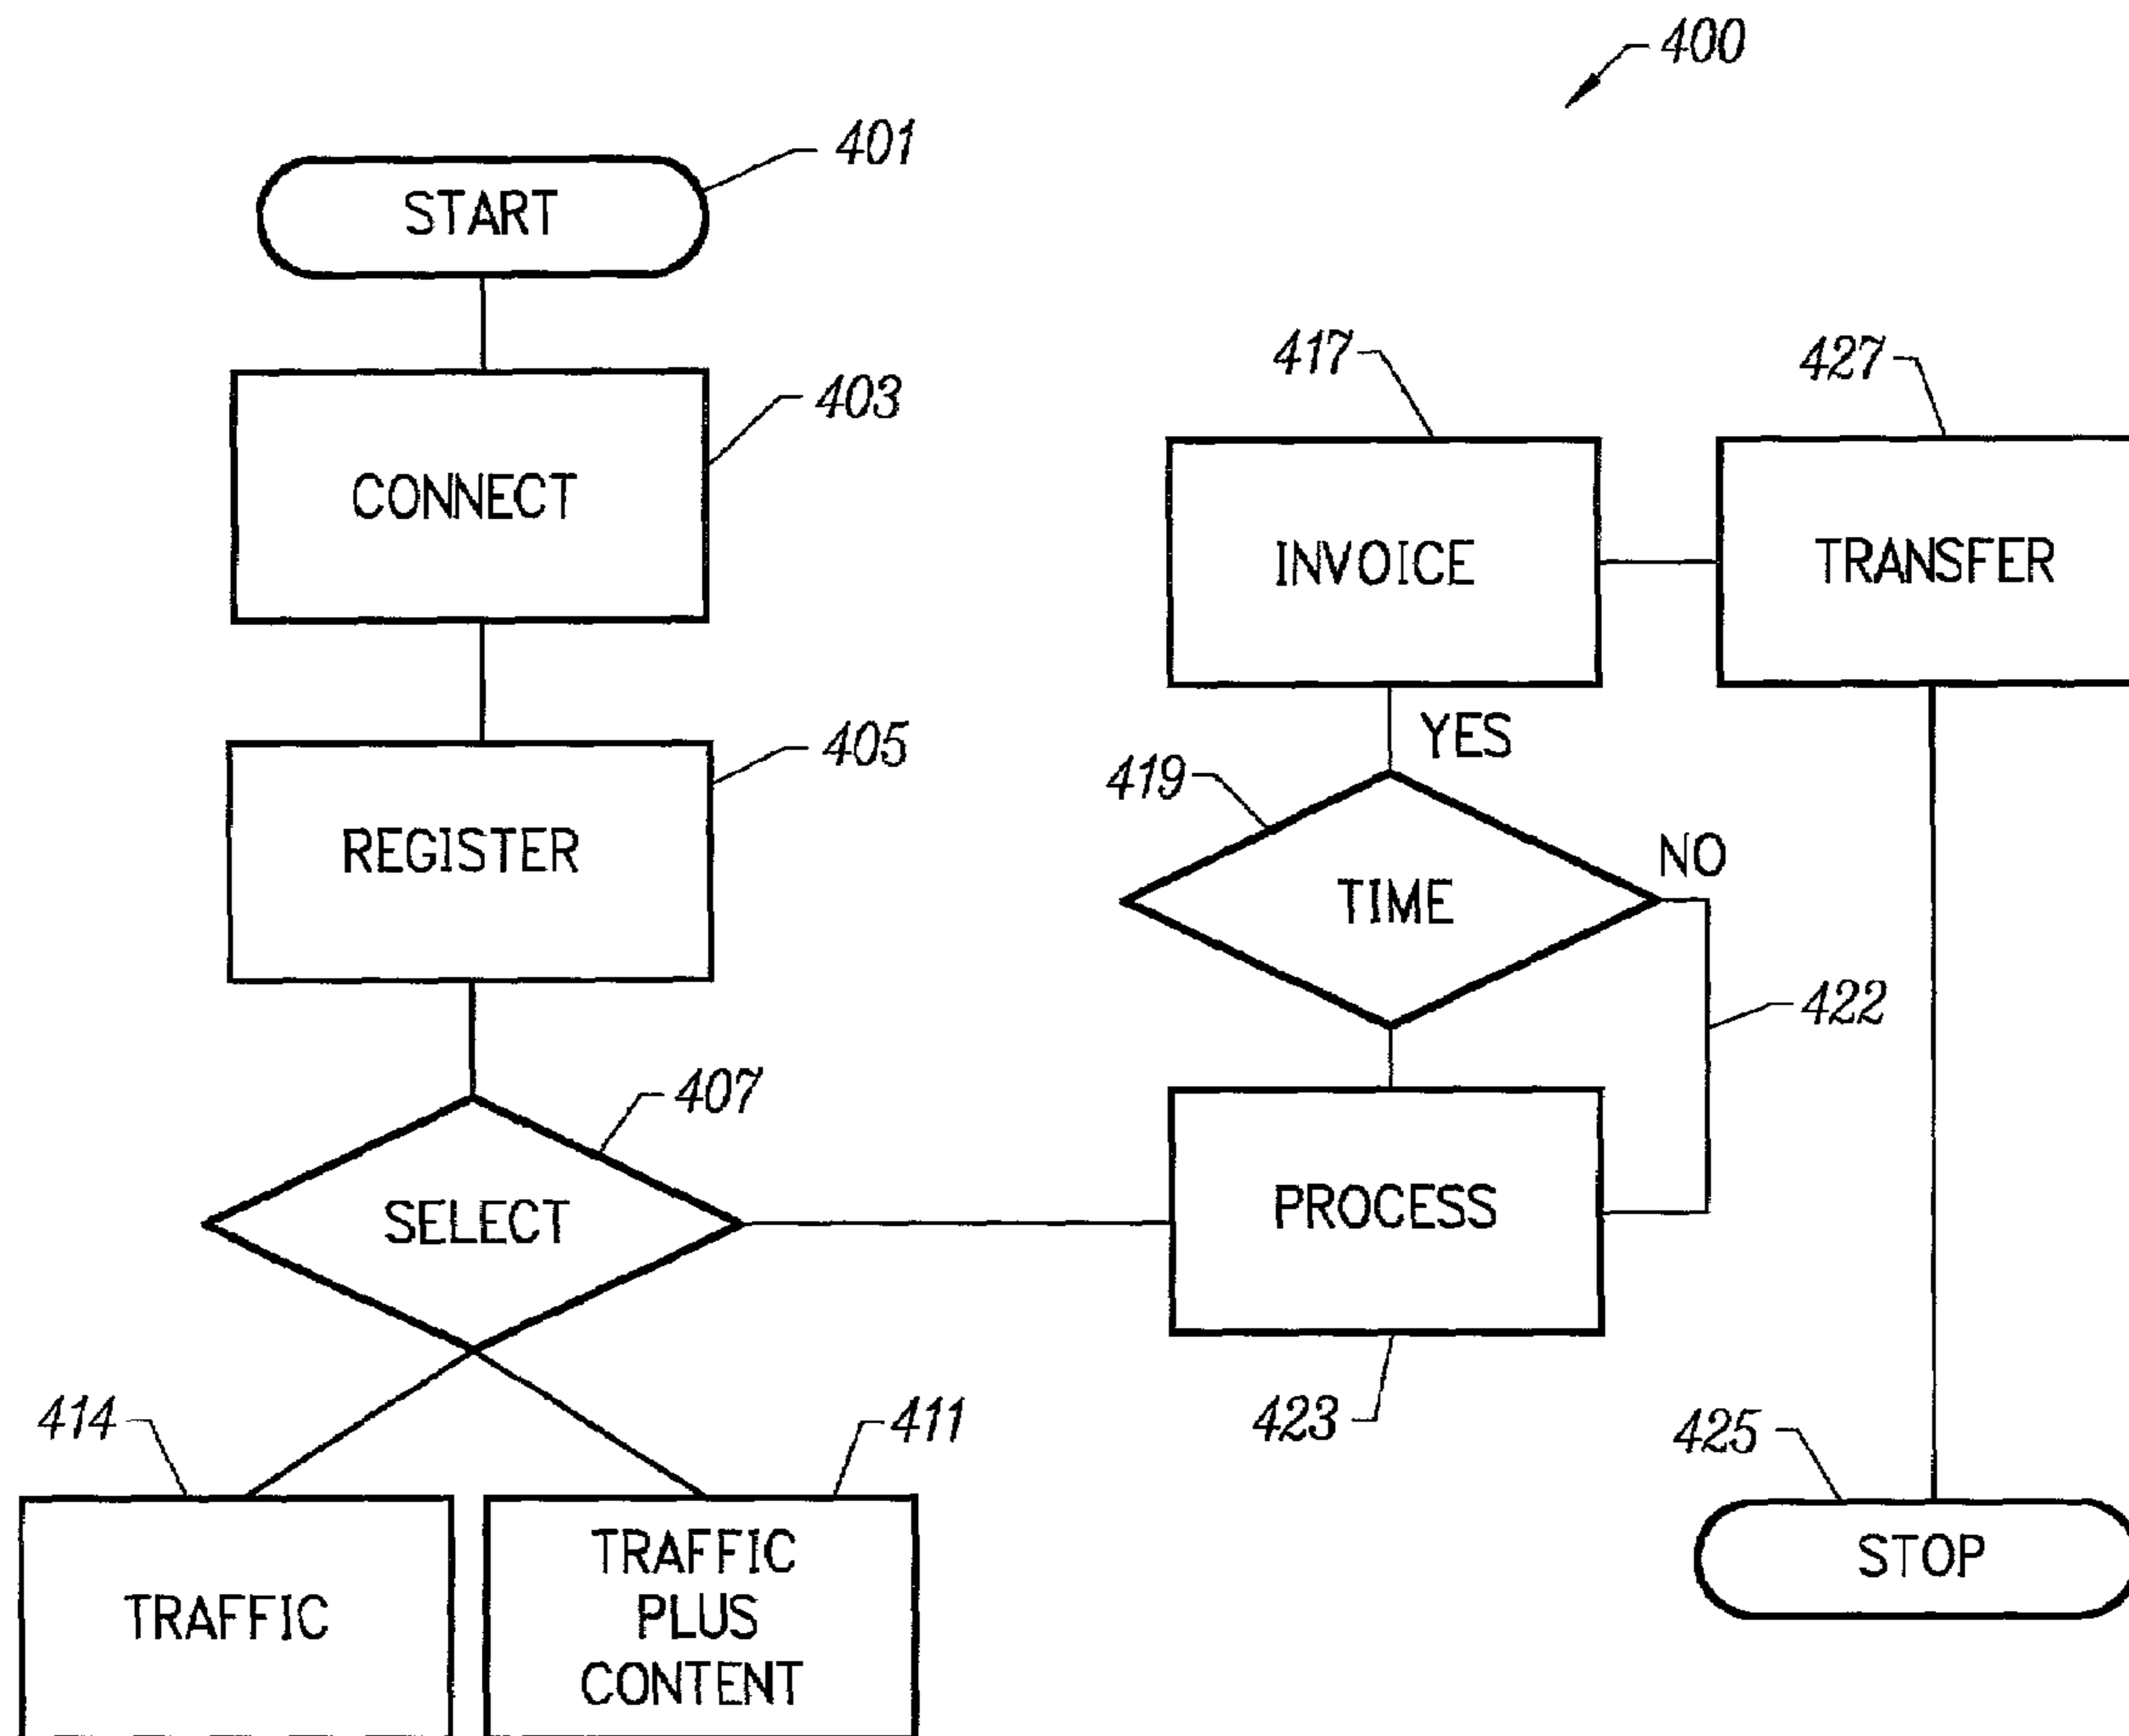 400
401
START
403
CONNECT
417
427
INVOICE
TRANSFER
405
REGISTER
YES
419
NO
TIME
422
407
SELECT
PROCESS
423
414
411
425
TRAFFIC
TRAFFIC
PLUS
CONTENT
STOP